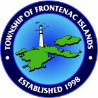 TOWNSHIP OF FRONTENAC ISLANDS
ESTABLISHED 1998